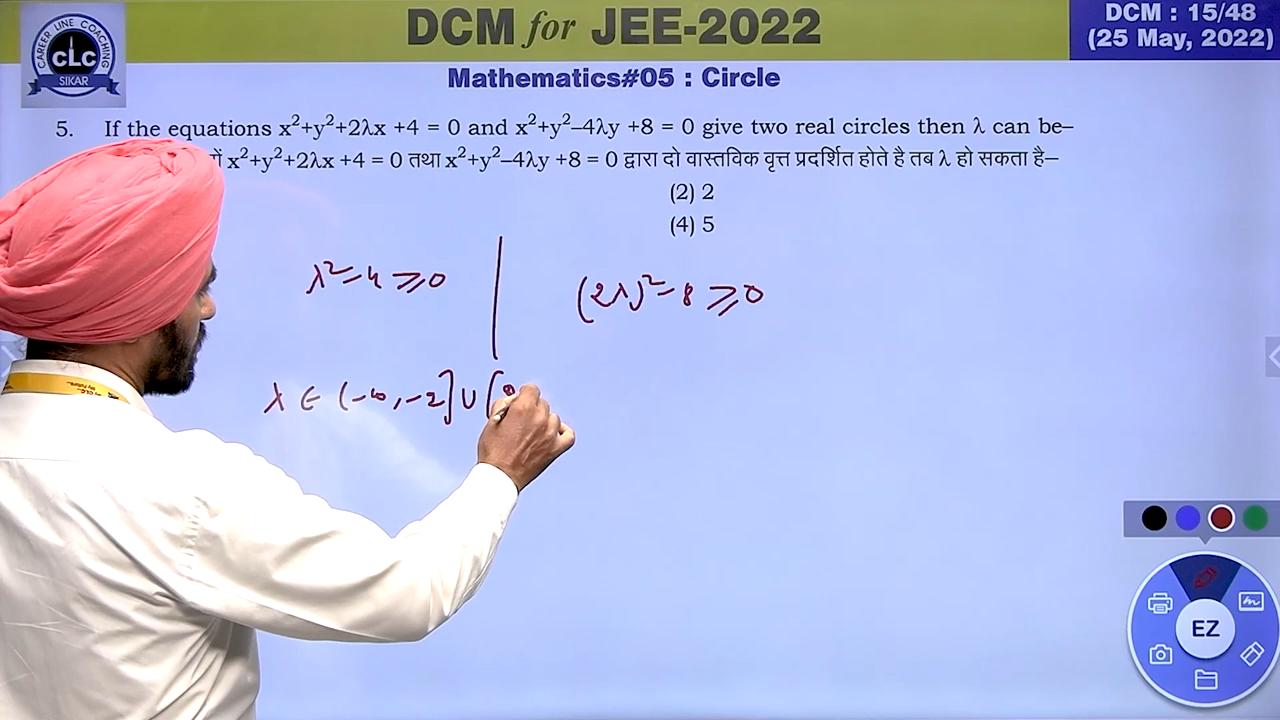 DCM for JEE-2022
DCM : 15/48
(25 May, 2022)
CAREER LINE COACHING
CLC
SIKAR
Mathematics#05 : Circle
5. If the equations x²+y²+2λx +4 = 0 and x²+y²–4λy +8 = 0 give two real circles then λ can be–
x²+y²+2λx +4 = 0 तथा x²+y²–4λy +8 = 0 द्वारा दो वास्तविक वृत्त प्रदर्शित होते है तब λ हो सकता है–
(2) 2
(4) 5
λ²-4 ⩾0
(2λ)²-8 ⩾0
λ ∈ (-∞,-2] ∪ [
EZ